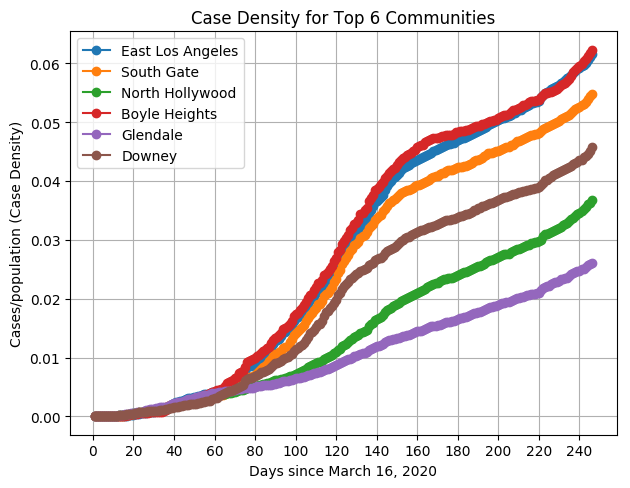 Case Density for Top 6 Communities
East Los Angeles
South Gate
North Hollywood
Boyle Heights
Glendale
Downey
Cases/population (Case Density)
0.06
0.05
0.04
0.03
0.02
0.01
0.00
0 20 40 60 80 100 120 140 160 180 200 220 240
Days since March 16, 2020